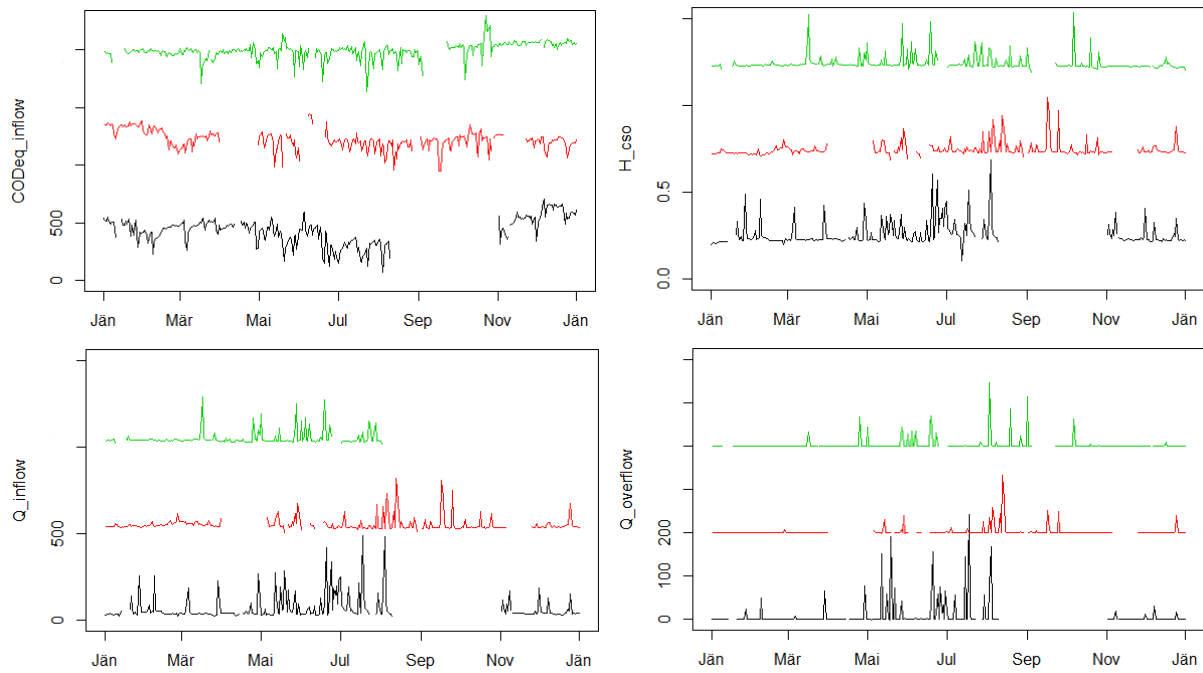 CODeq_inflow
500
0
Jän Mär Mai Jul Sep Nov Jän
H_cso
0.5
0.0
Jän Mär Mai Jul Sep Nov Jän
Q_inflow
500
0
Jän Mär Mai Jul Sep Nov Jän
Q_overflow
200
100
0
Jän Mär Mai Jul Sep Nov Jän